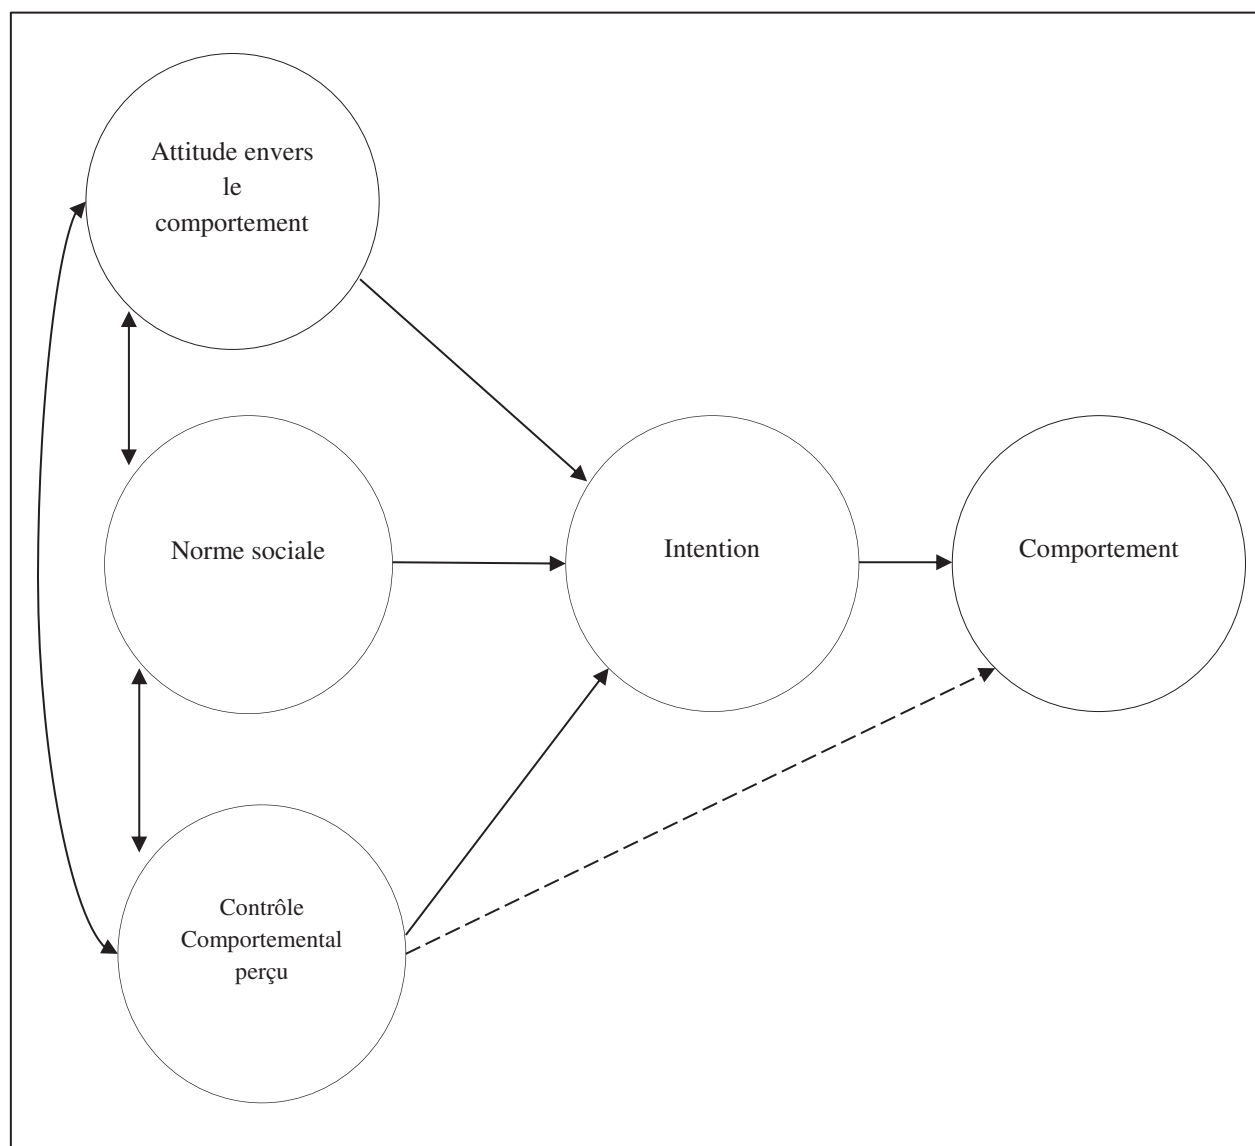 Attitude envers
le
comportement
Norme sociale
Intention
Comportement
Contrôle
Comportemental
perçu